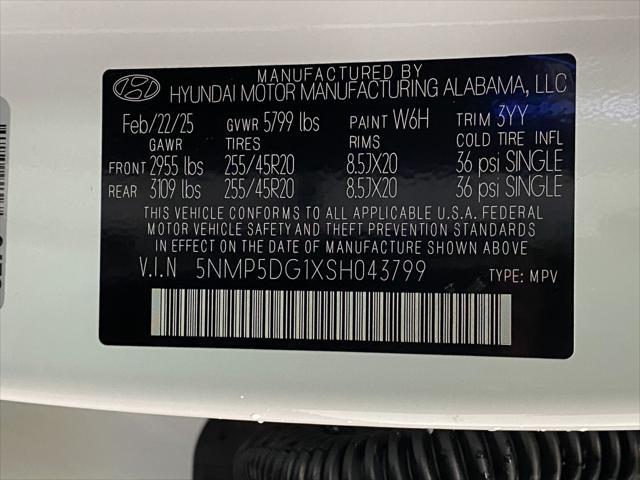 MANUFACTURED BY
HYUNDAI MOTOR MANUFACTURING ALABAMA, LLC
Feb/22/25 GVWR 5799 lbs PAINT W6H TRIM 3YY
GAWR TIRES RIMS COLD TIRE INFL
FRONT 2955 lbs 255/45R20 8.5JX20 36 psi SINGLE
REAR 3109 lbs 255/45R20 8.5JX20 36 psi SINGLE
THIS VEHICLE CONFORMS TO ALL APPLICABLE U.S.A. FEDERAL
MOTOR VEHICLE SAFETY, BUMPER, AND THEFT PREVENTION
STANDARDS IN EFFECT ON THE DATE OF MANUFACTURE SHOWN ABOVE.
V.I.N 5NMP5DG1XSH043799 TYPE: MPV